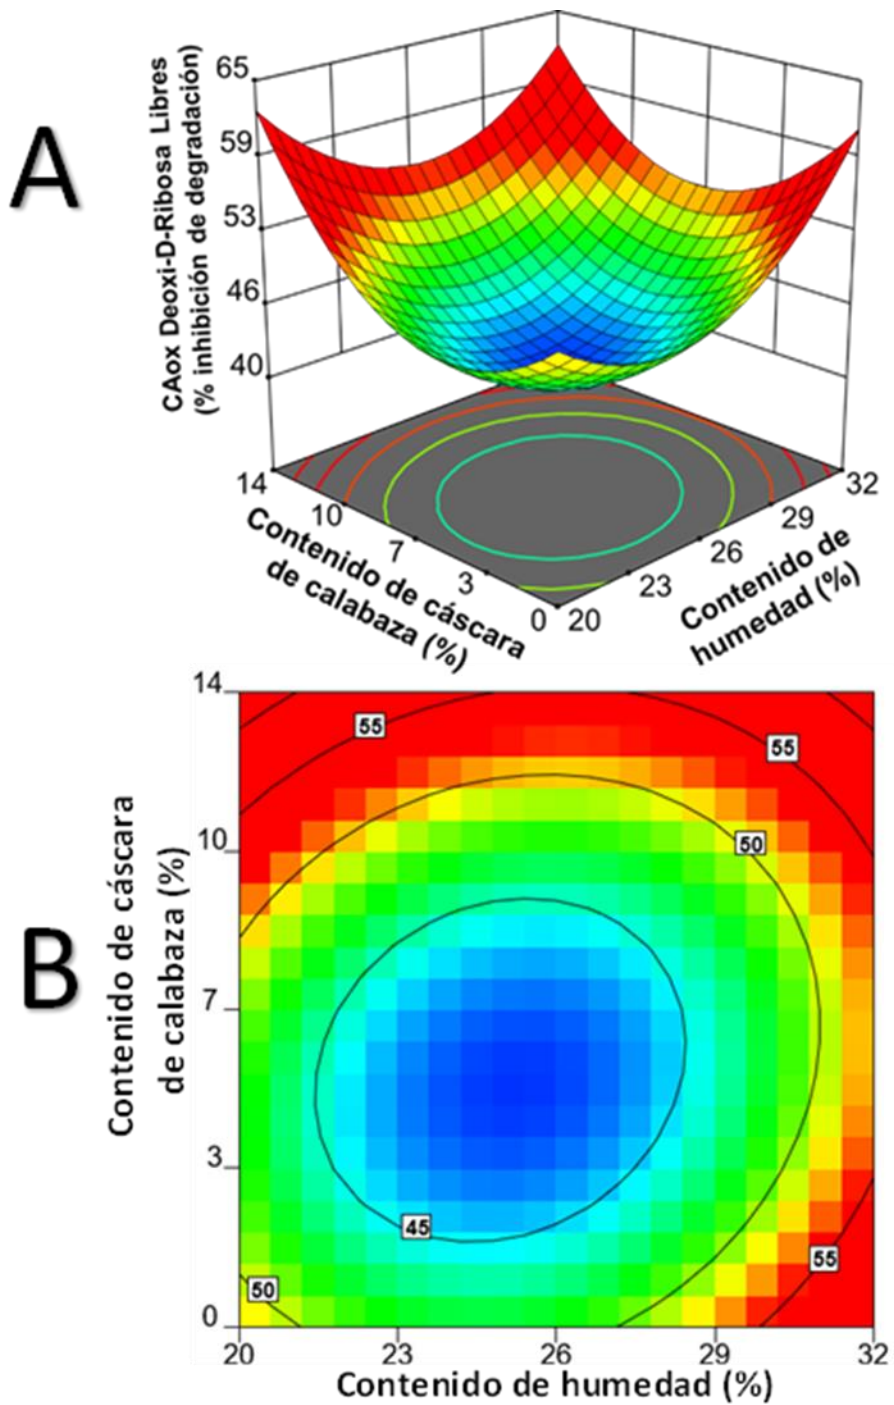 A
CAox Deoxi-D-Ribosa Libres
(% inhibición de degradación)
65
59
53
46
40
14
10
7
3
0
20
23
26
29
32
Contenido de cáscara
de calabaza (%)
Contenido de
humedad (%)
B
Contenido de cáscara
de calabaza (%)
14
10
7
3
0
55
55
50
45
50
55
20
23
26
29
32
Contenido de humedad (%)